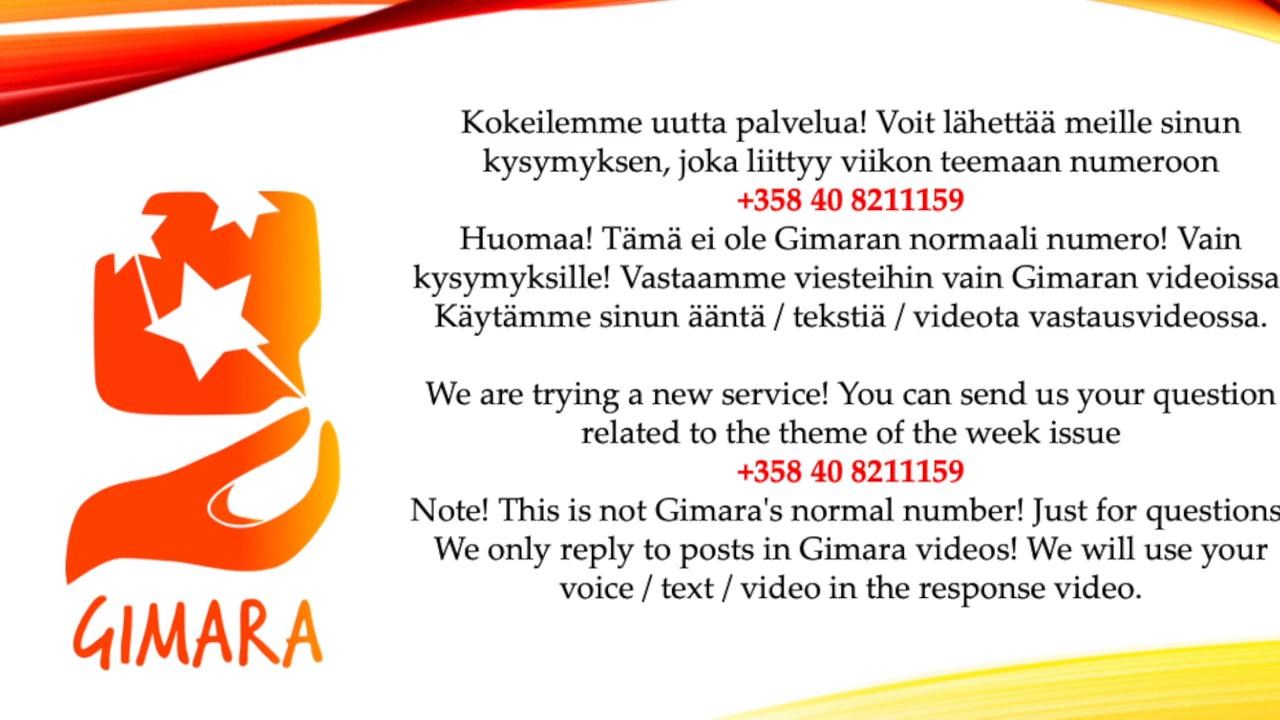 Kokeilemme uutta palvelua! Voit lähettää meille sinun
kysymyksen, joka liittyy viikon teemaan numeroon
+358 40 8211159
Huomaa! Tämä ei ole Gimaran normaali numero! Vain
kysymyksille! Vastaamme viesteihin vain Gimaran videoissa
Käytämme sinun ääntä / tekstiä / videota vastausvideossa.
We are trying a new service! You can send us your question
related to the theme of the week issue
+358 40 8211159
Note! This is not Gimara's normal number! Just for questions
We only reply to posts in Gimara videos! We will use your
voice / text / video in the response video.
GIMARA